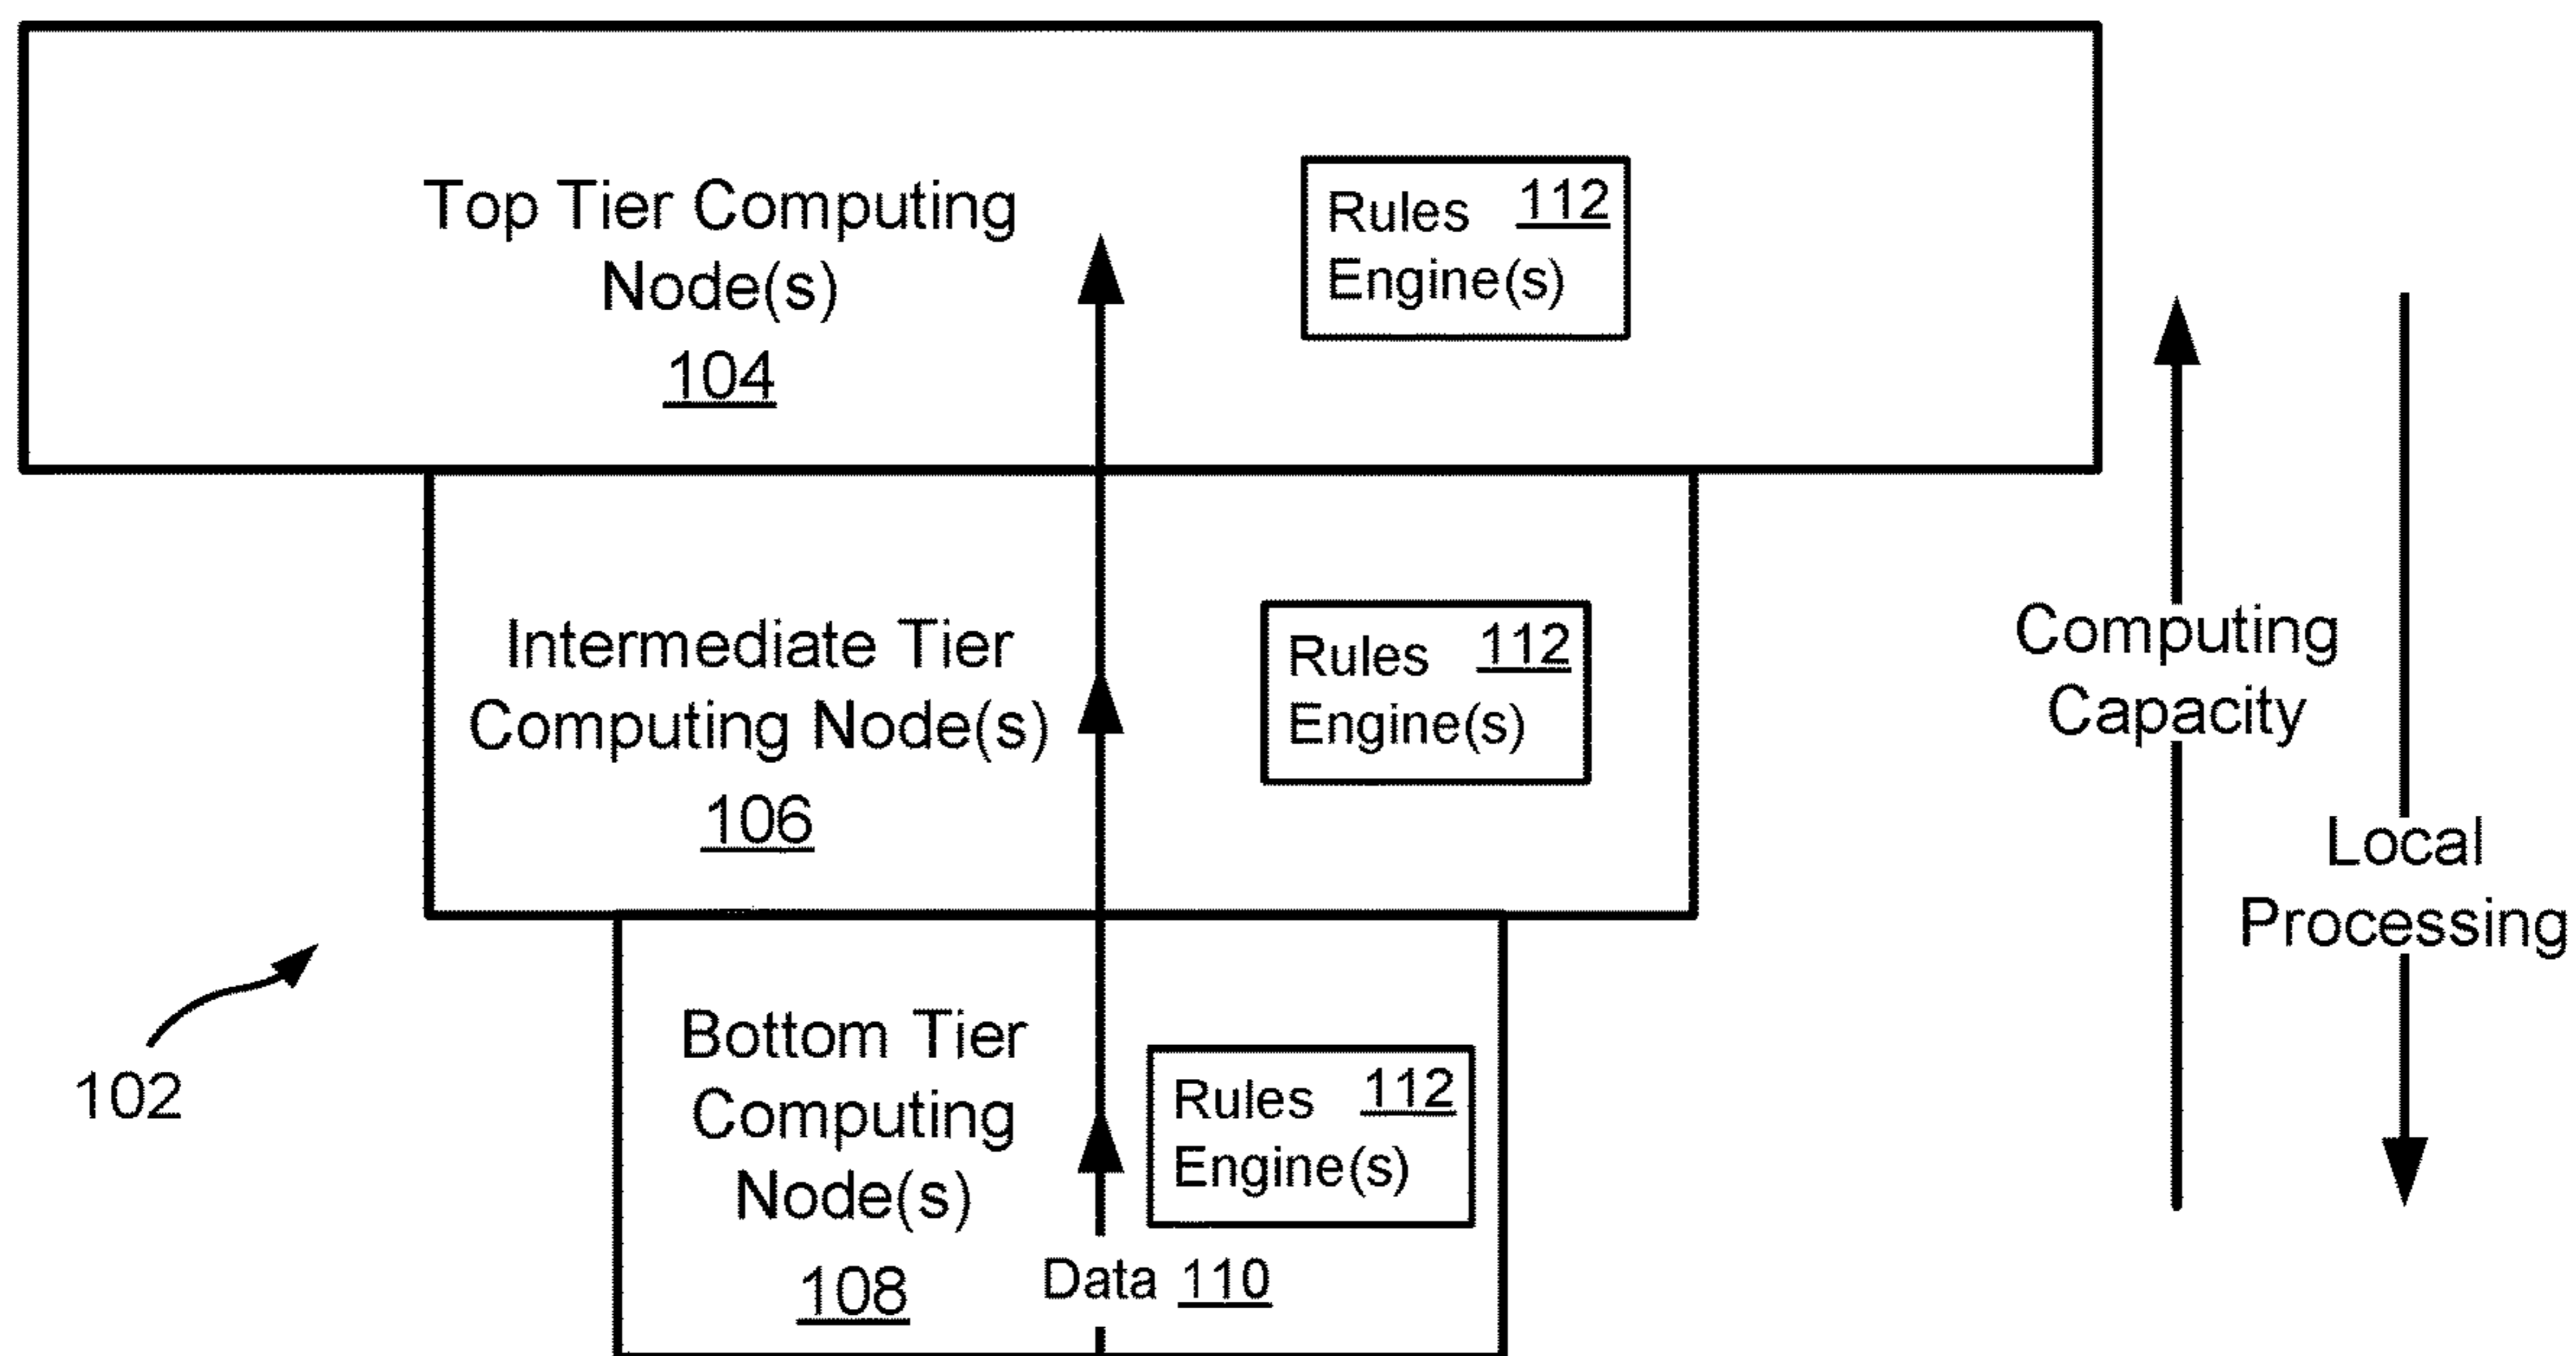 Top Tier Computing
Node(s)
104
Rules 112
Engine(s)
Intermediate Tier
Computing Node(s)
106
Rules 112
Engine(s)
Computing
Capacity
Local
Processing
102
Bottom Tier
Computing
Node(s)
108
Rules 112
Engine(s)
Data 110